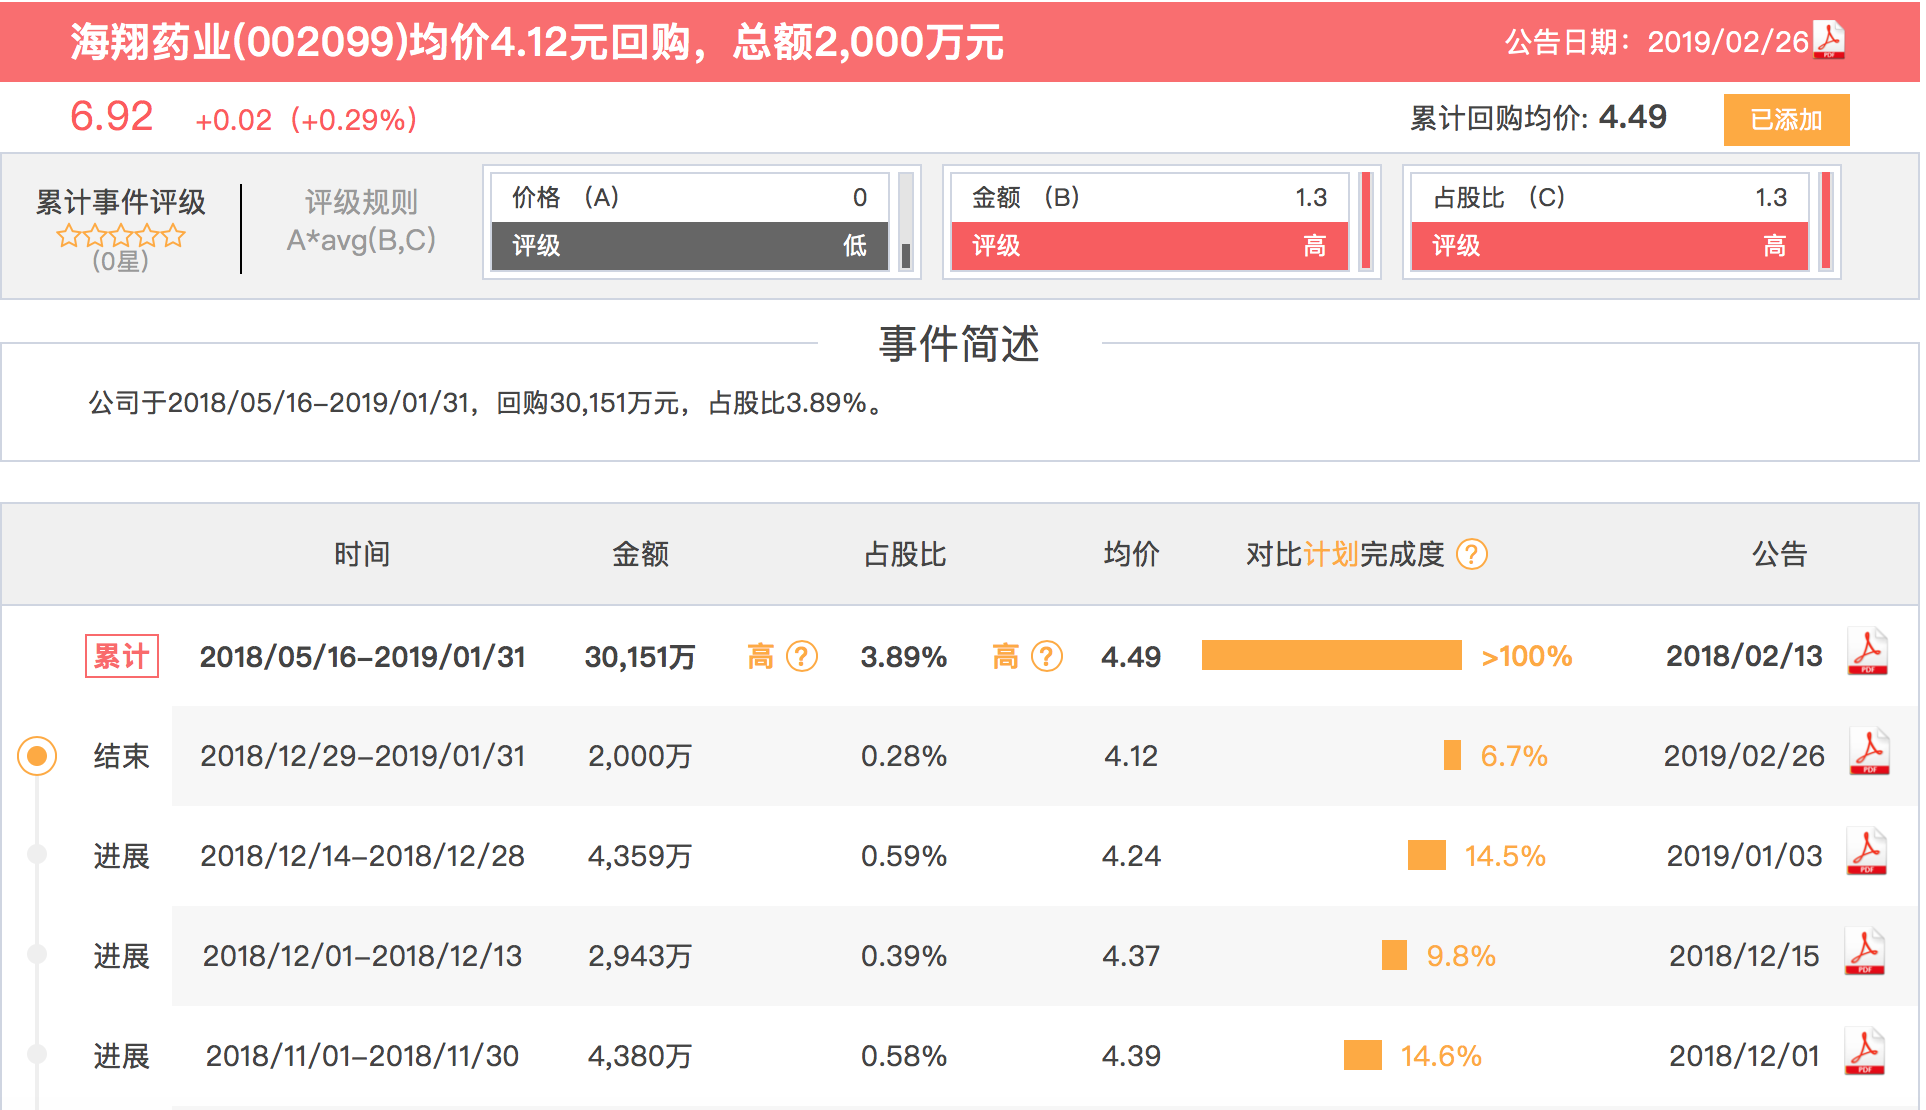 海翔药业(002099)均价4.12元回购，总额2,000万元 公告日期：2019/02/26
6.92 +0.02 (+0.29%) 累计回购均价: 4.49 已添加
累计事件评级 评级规则 价格 （A） 0 金额 （B） 1.3 占股比 （C） 1.3
(0星) A*avg(B,C) 评级 低 评级 高 评级 高
事件简述
公司于2018/05/16-2019/01/31，回购30,151万元，占股比3.89%。
时间 金额 占股比 均价 对比计划完成度 ? 公告
累计 2018/05/16-2019/01/31 30,151万 高 ? 3.89% 高 ? 4.49 >100% 2018/02/13 PDF
结束 2018/12/29-2019/01/31 2,000万 0.28% 4.12 6.7% 2019/02/26 PDF
进展 2018/12/14-2018/12/28 4,359万 0.59% 4.24 14.5% 2019/01/03 PDF
进展 2018/12/01-2018/12/13 2,943万 0.39% 4.37 9.8% 2018/12/15 PDF
进展 2018/11/01-2018/11/30 4,380万 0.58% 4.39 14.6% 2018/12/01 PDF